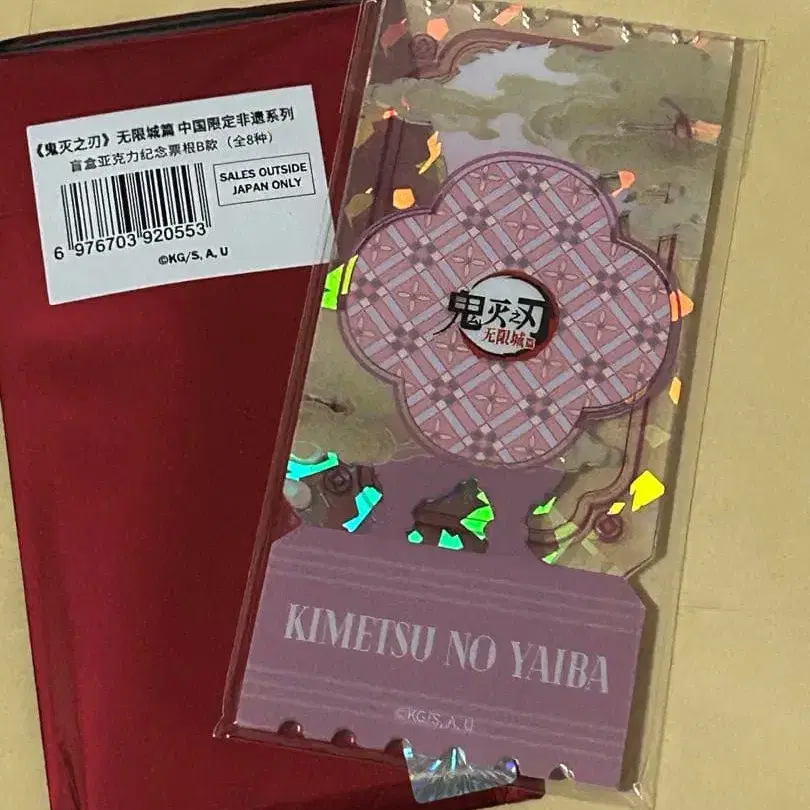 《鬼灭之刃》无限城篇 中国限定非遗系列
盲盒亚克力纪念票根B款（全8种）
SALES OUTSIDE
JAPAN ONLY
6 976703 920553
©KG/S, A, U
鬼灭之刃
无限城篇
KIMETSU NO YAIBA
©KG/S, A, U